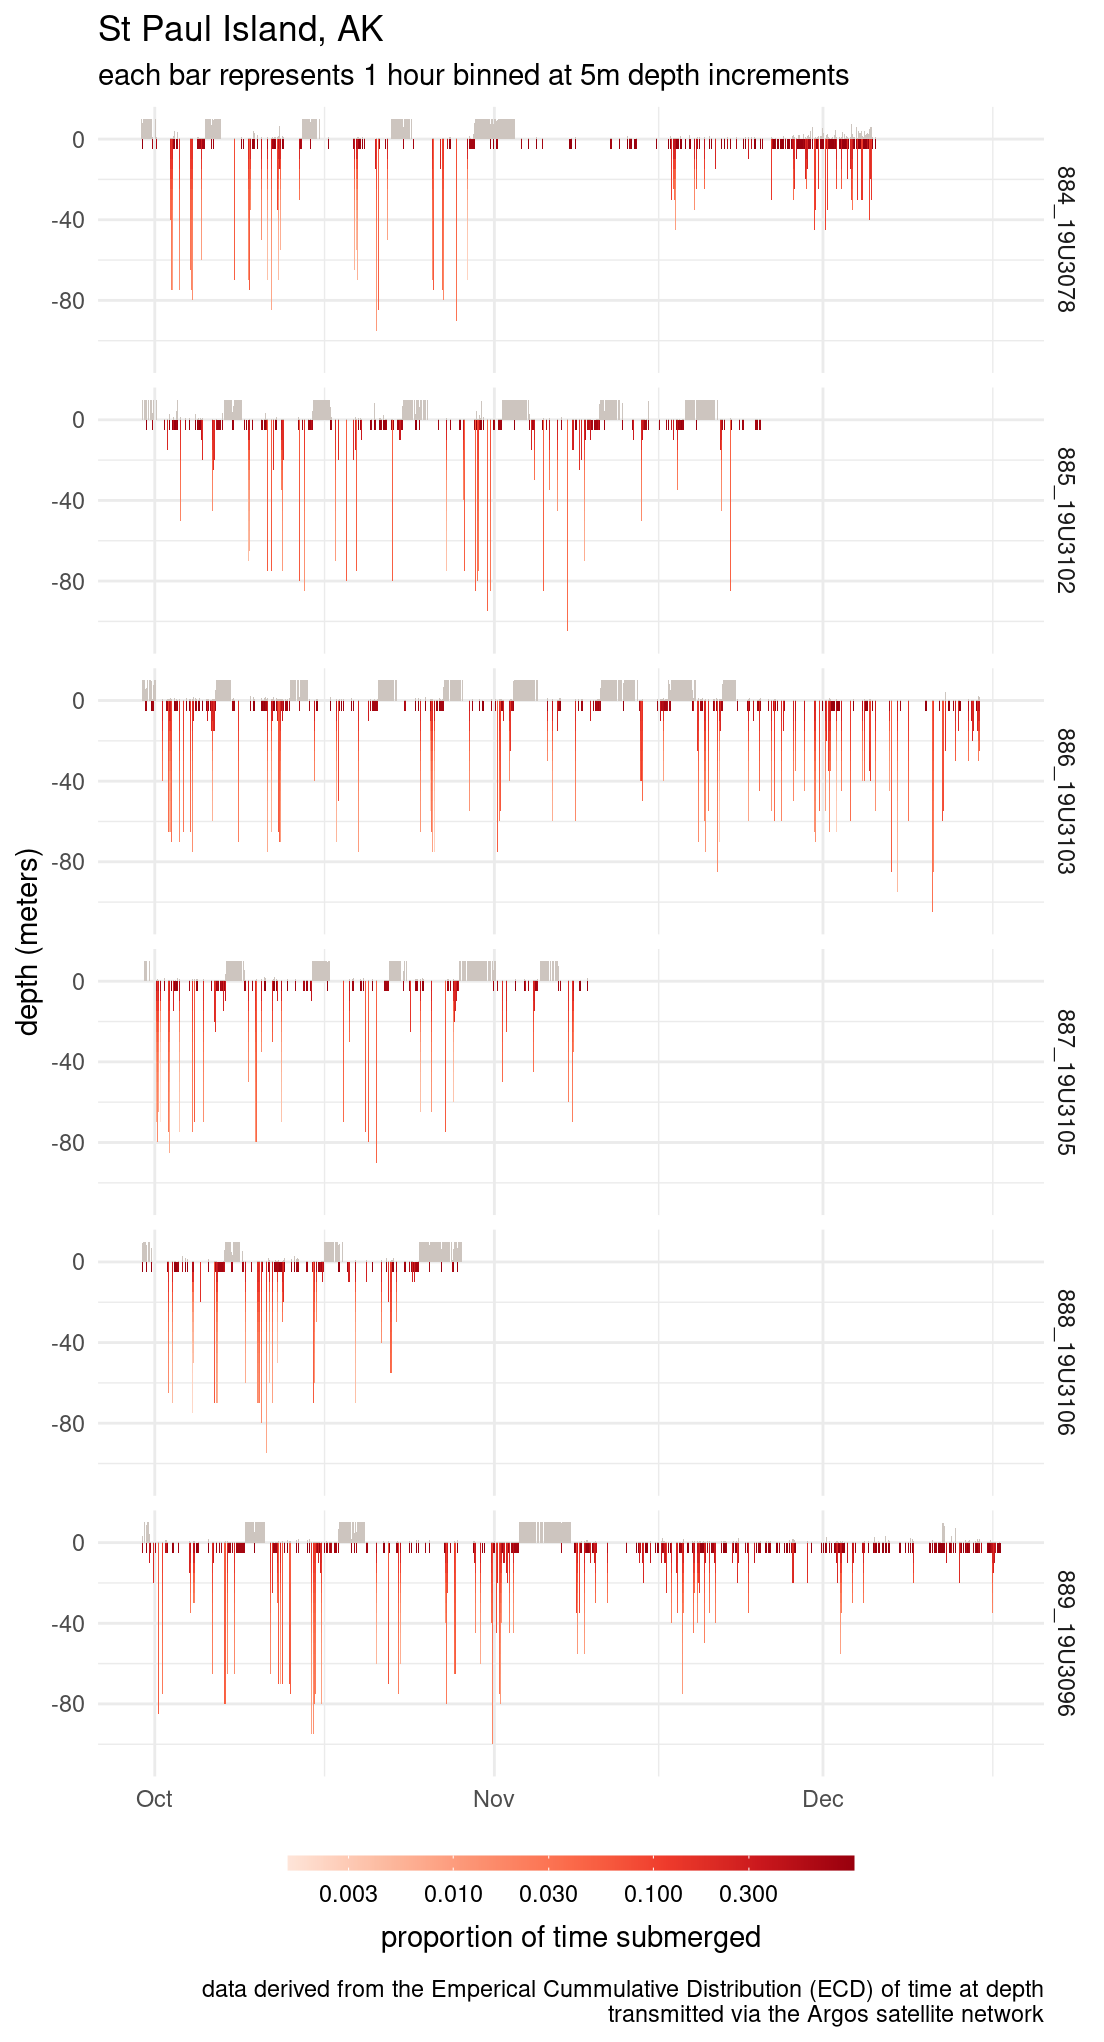 St Paul Island, AK
each bar represents 1 hour binned at 5m depth increments
0
-40
-80
884_19U3078
0
-40
-80
885_19U3102
0
-40
-80
886_19U3103
depth (meters)
0
-40
-80
887_19U3105
0
-40
-80
888_19U3106
0
-40
-80
889_19U3096
Oct Nov Dec
0.003 0.010 0.030 0.100 0.300
proportion of time submerged
data derived from the Emperical Cummulative Distribution (ECD) of time at depth
transmitted via the Argos satellite network